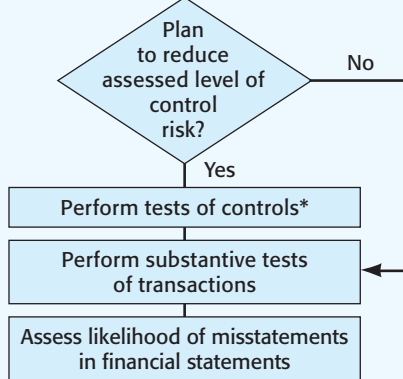 Plan
to reduce
assessed level of
control
risk?
No
Yes
Perform tests of controls*
Perform substantive tests
of transactions
Assess likelihood of misstatements
in financial statements